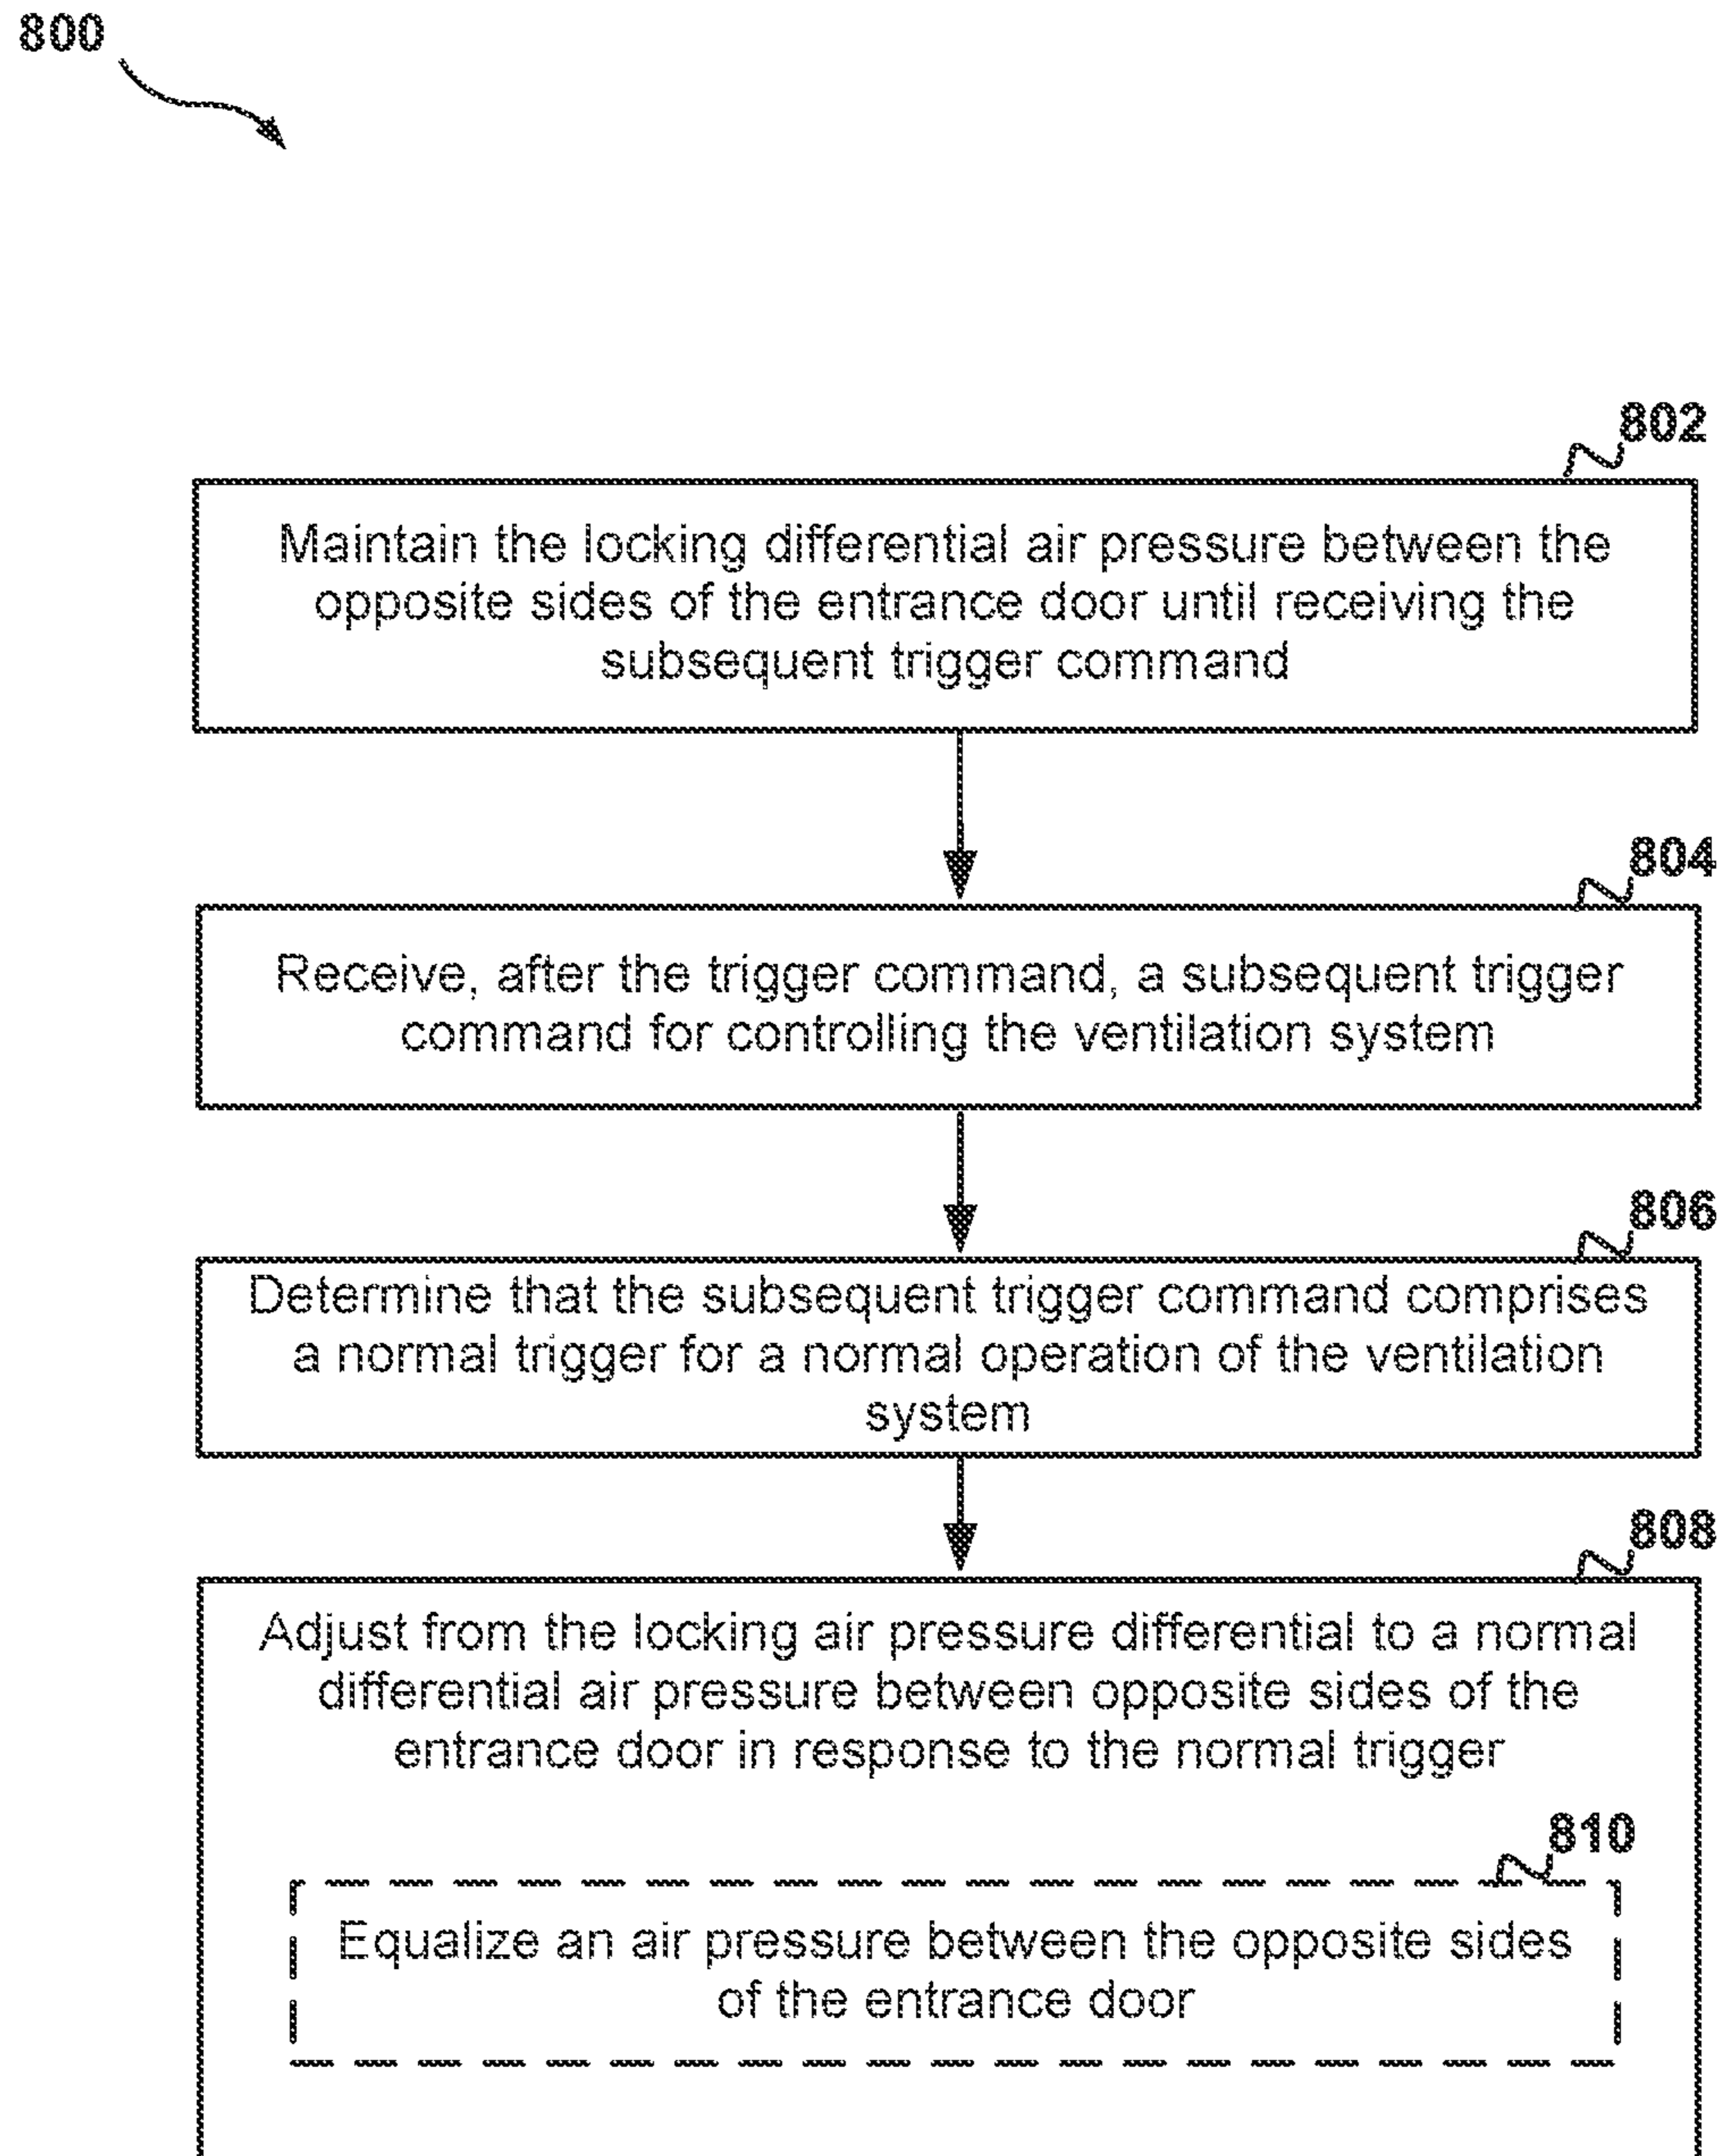 800
802
Maintain the locking differential air pressure between the
opposite sides of the entrance door until receiving the
subsequent trigger command
804
Receive, after the trigger command, a subsequent trigger
command for controlling the ventilation system
806
Determine that the subsequent trigger command comprises
a normal trigger for a normal operation of the ventilation
system
808
Adjust from the locking air pressure differential to a normal
differential air pressure between opposite sides of the
entrance door in response to the normal trigger
810
Equalize an air pressure between the opposite sides
of the entrance door